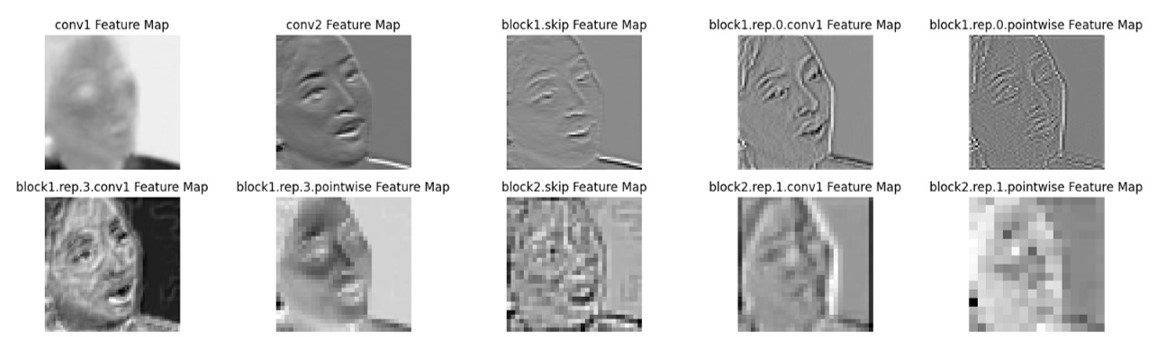 conv1 Feature Map
conv2 Feature Map
block1.skip Feature Map
block1.rep.0.conv1 Feature Map
block1.rep.0.pointwise Feature Map
block1.rep.3.conv1 Feature Map
block1.rep.3.pointwise Feature Map
block2.skip Feature Map
block2.rep.1.conv1 Feature Map
block2.rep.1.pointwise Feature Map